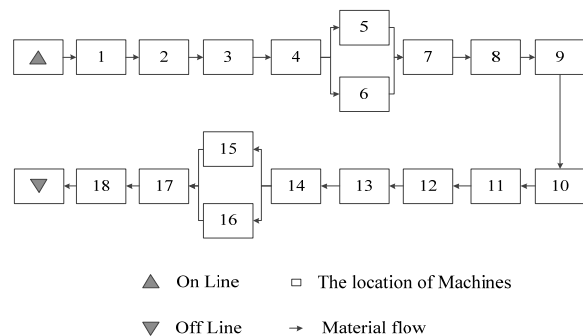 5
1 2 3 4 7 8 9
6
15
18 17 14 13 12 11 10
16
On Line The location of Machines
Off Line Material flow